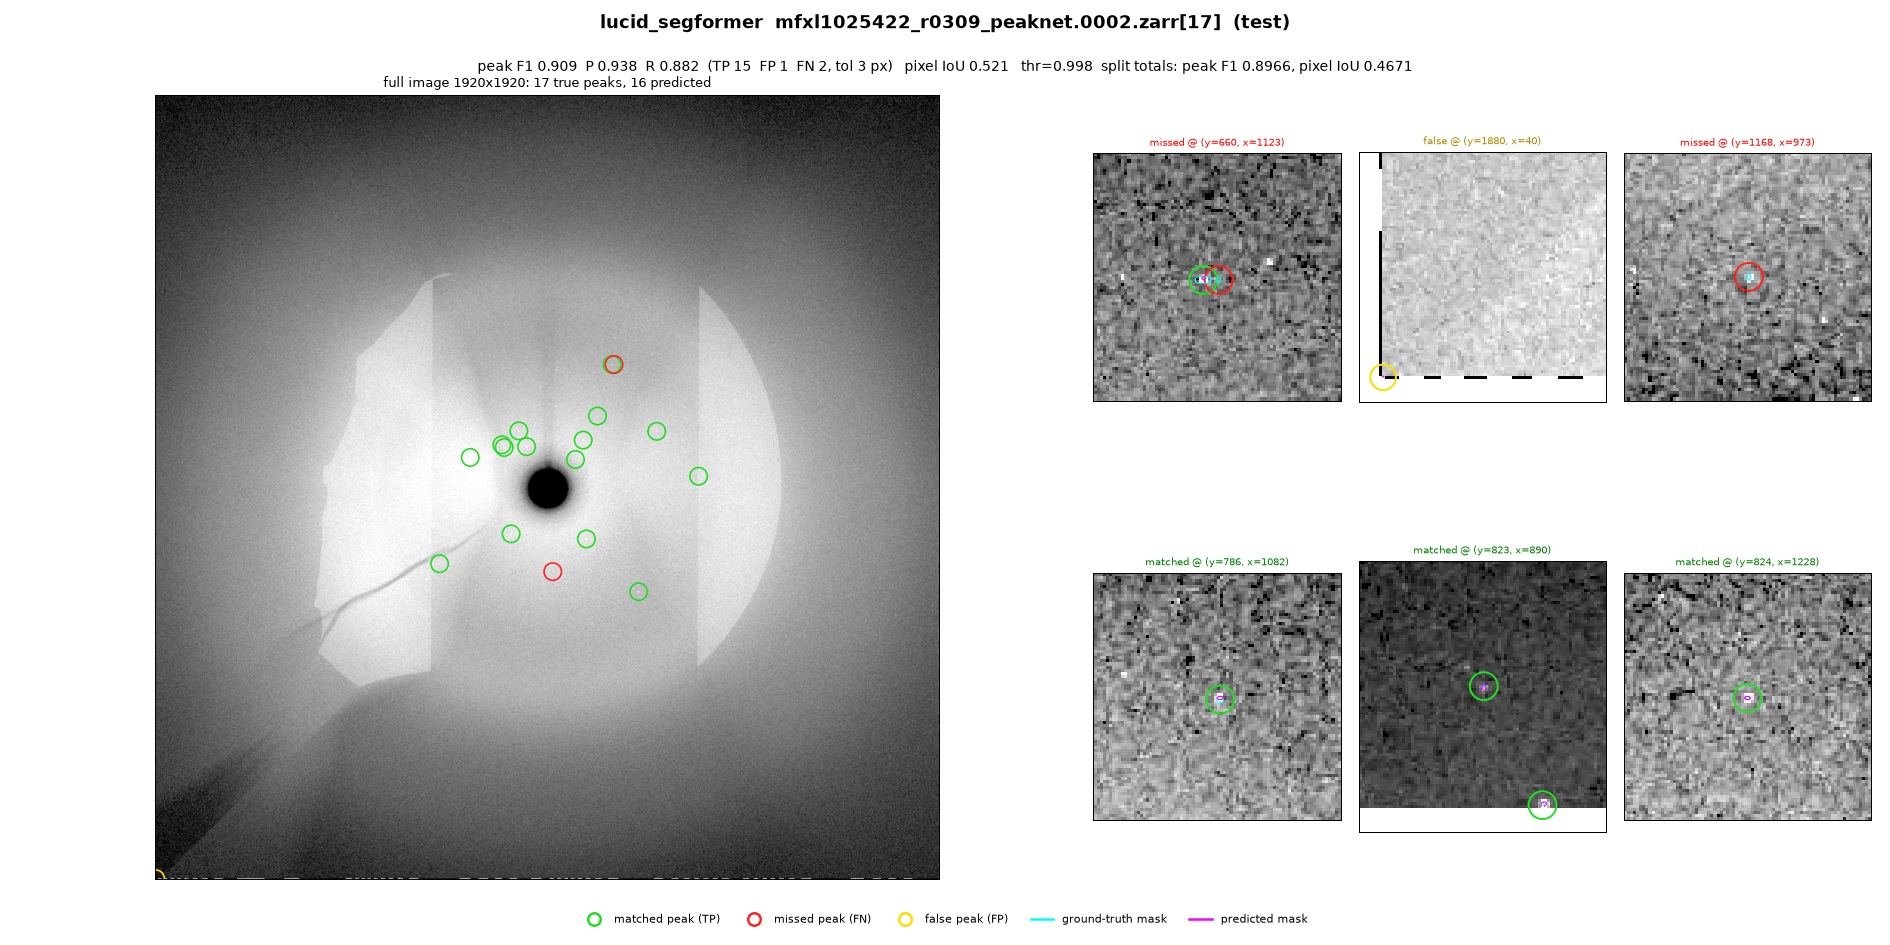 lucid_segformer mfxl1025422_r0309_peaknet.0002.zarr[17] (test)
peak F1 0.909 P 0.938 R 0.882 (TP 15 FP 1 FN 2, tol 3 px) pixel IoU 0.521 thr=0.998 split totals: peak F1 0.8966, pixel IoU 0.4671
full image 1920x1920: 17 true peaks, 16 predicted
missed @ (y=660, x=1123)
false @ (y=1880, x=40)
missed @ (y=1168, x=973)
matched @ (y=786, x=1082)
matched @ (y=823, x=890)
matched @ (y=824, x=1228)
matched peak (TP)
missed peak (FN)
false peak (FP)
ground-truth mask
predicted mask